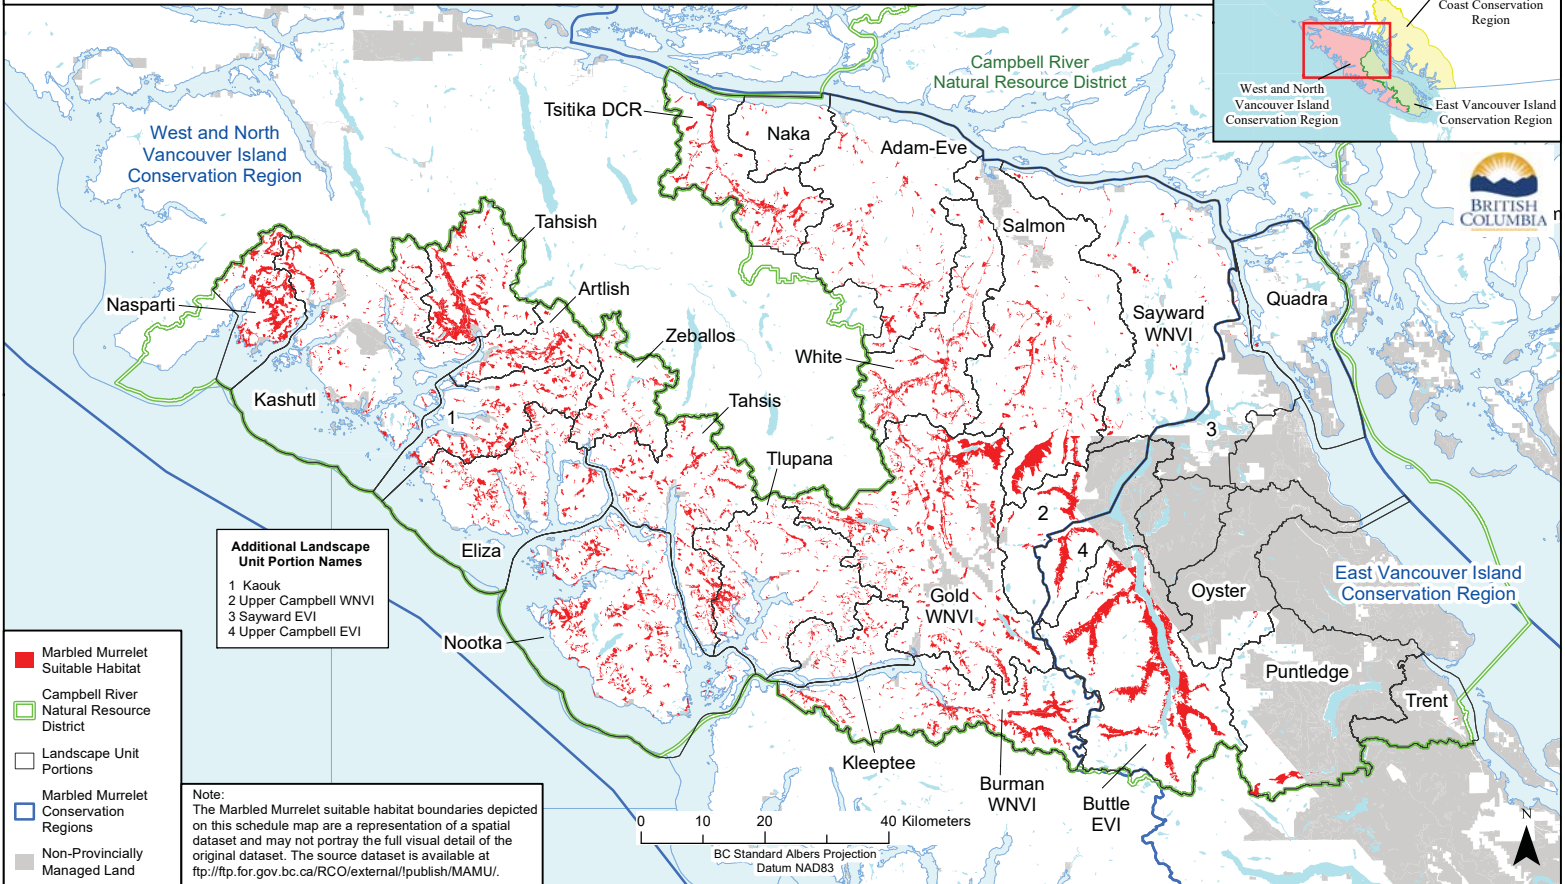 Coast Conservation
Region
West and North
Vancouver Island
Conservation Region
East Vancouver Island
Conservation Region
Campbell River
Natural Resource District
West and North
Vancouver Island
Conservation Region
BRITISH
COLUMBIA
Tsitika DCR
Naka
Adam-Eve
Salmon
Tahsish
Nasparti
Artlish
Zeballos
Sayward
WNVI
Quadra
White
Kashutl
1
Tahsis
3
Tlupana
2
4
Eliza
Gold
WNVI
Oyster
East Vancouver Island
Conservation Region
Nootka
Puntledge
Trent
Kleeptee
Burman
WNVI
Buttle
EVI
Additional Landscape
Unit Portion Names
1 Kaouk
2 Upper Campbell WNVI
3 Sayward EVI
4 Upper Campbell EVI
Marbled Murrelet
Suitable Habitat
Campbell River
Natural Resource
District
Landscape Unit
Portions
Marbled Murrelet
Conservation
Regions
Non-Provincially
Managed Land
Note:
The Marbled Murrelet suitable habitat boundaries depicted
on this schedule map are a representation of a spatial
dataset and may not portray the full visual detail of the
original dataset. The source dataset is available at
ftp://ftp.for.gov.bc.ca/RCO/external/!publish/MAMU/.
0 10 20 40 Kilometers
BC Standard Albers Projection
Datum NAD83
N